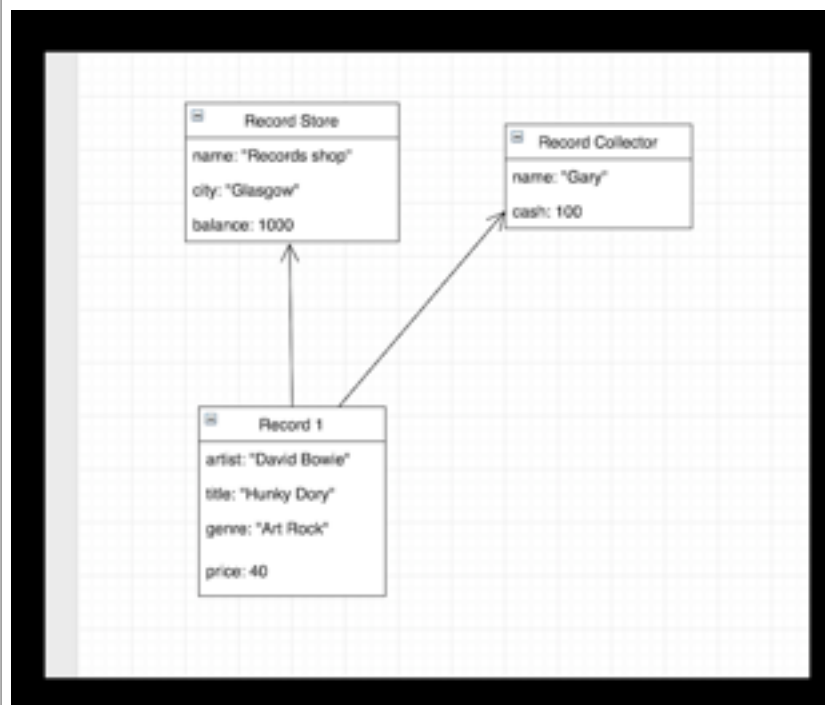 Record Store
name: "Records shop"
city: "Glasgow"
balance: 1000
Record Collector
name: "Gary"
cash: 100
Record 1
artist: "David Bowie"
title: "Hunky Dory"
genre: "Art Rock"
price: 40